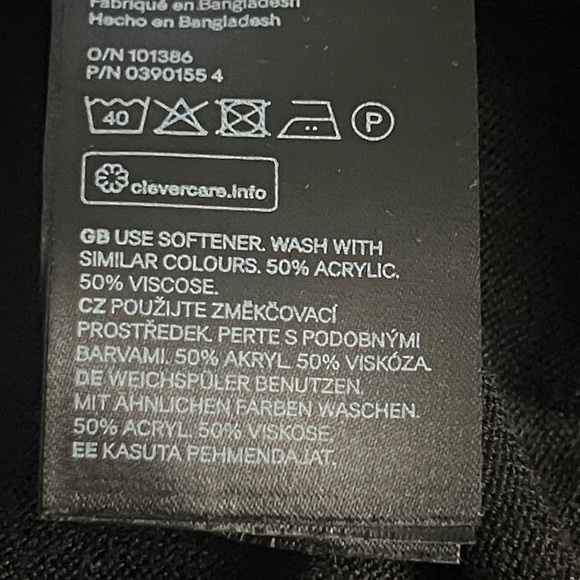 Fabriqué en Bangladesh
Hecho en Bangladesh
O/N 101386
P/N 0390155 4
40
P
clevercare.info
GB USE SOFTENER. WASH WITH
SIMILAR COLOURS. 50% ACRYLIC.
50% VISCOSE.
CZ POUŽIJTE ZMĚKČOVACÍ
PROSTŘEDEK. PERTE S PODOBNÝMI
BARVAMI. 50% AKRYL. 50% VISKÓZA.
DE WEICHSPÜLER BENUTZEN.
MIT ÄHNLICHEN FARBEN WASCHEN.
50% ACRYL. 50% VISKOSE.
EE KASUTA PEHMENDAJAT.